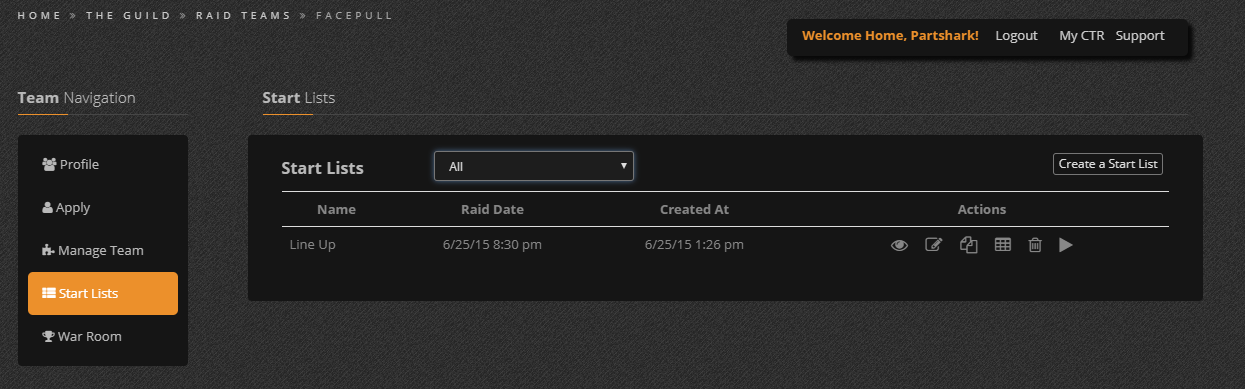 HOME » THE GUILD » RAID TEAMS » FACEPULL
Welcome Home, Partshark! Logout My CTR Support
Team Navigation
Profile
Apply
Manage Team
Start Lists
War Room
Start Lists
Start Lists All Create a Start List
Name Raid Date Created At Actions
Line Up 6/25/15 8:30 pm 6/25/15 1:26 pm